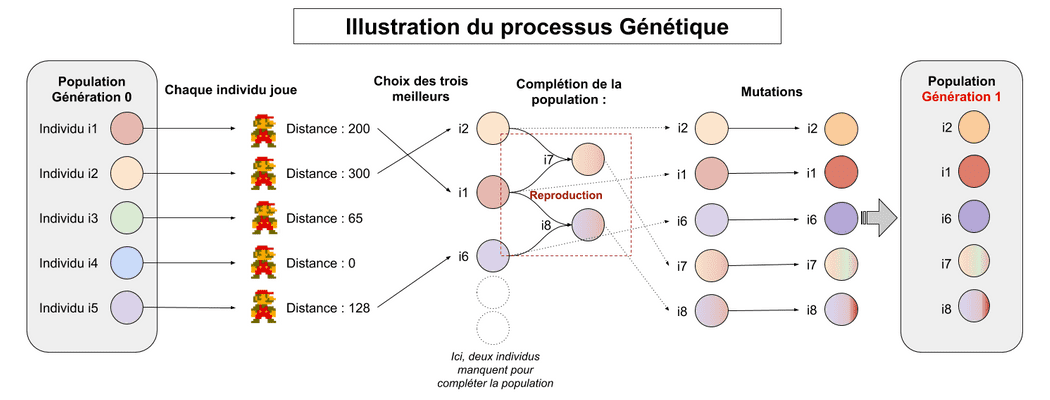 Illustration du processus Génétique
Population
Génération 0
Individu i1
Individu i2
Individu i3
Individu i4
Individu i5
Chaque individu joue
Distance : 200
Distance : 300
Distance : 65
Distance : 0
Distance : 128
Choix des trois
meilleurs
i2
i1
i6
Ici, deux individus
manquent pour
compléter la population
Complétion de la
population :
i7
Reproduction
i8
Mutations
i2
i1
i6
i7
i8
i2
i1
i6
i7
i8
Population
Génération 1
i2
i1
i6
i7
i8